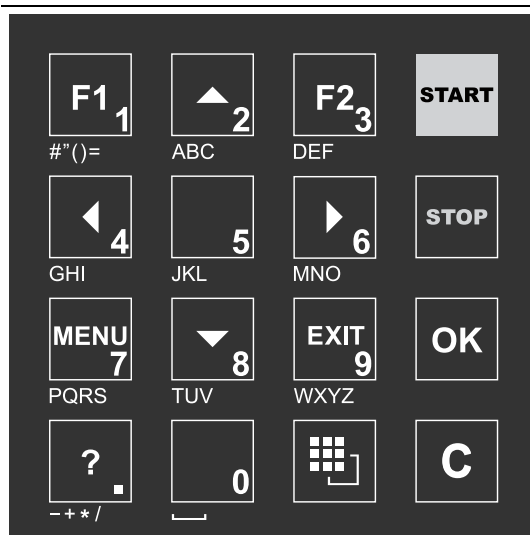 F1 1 2 F2 3 START
#”()= ABC DEF
4 5 6 STOP
GHI JKL MNO
MENU 7 8 EXIT 9 OK
PQRS TUV WXYZ
? . 0 C
-+*/